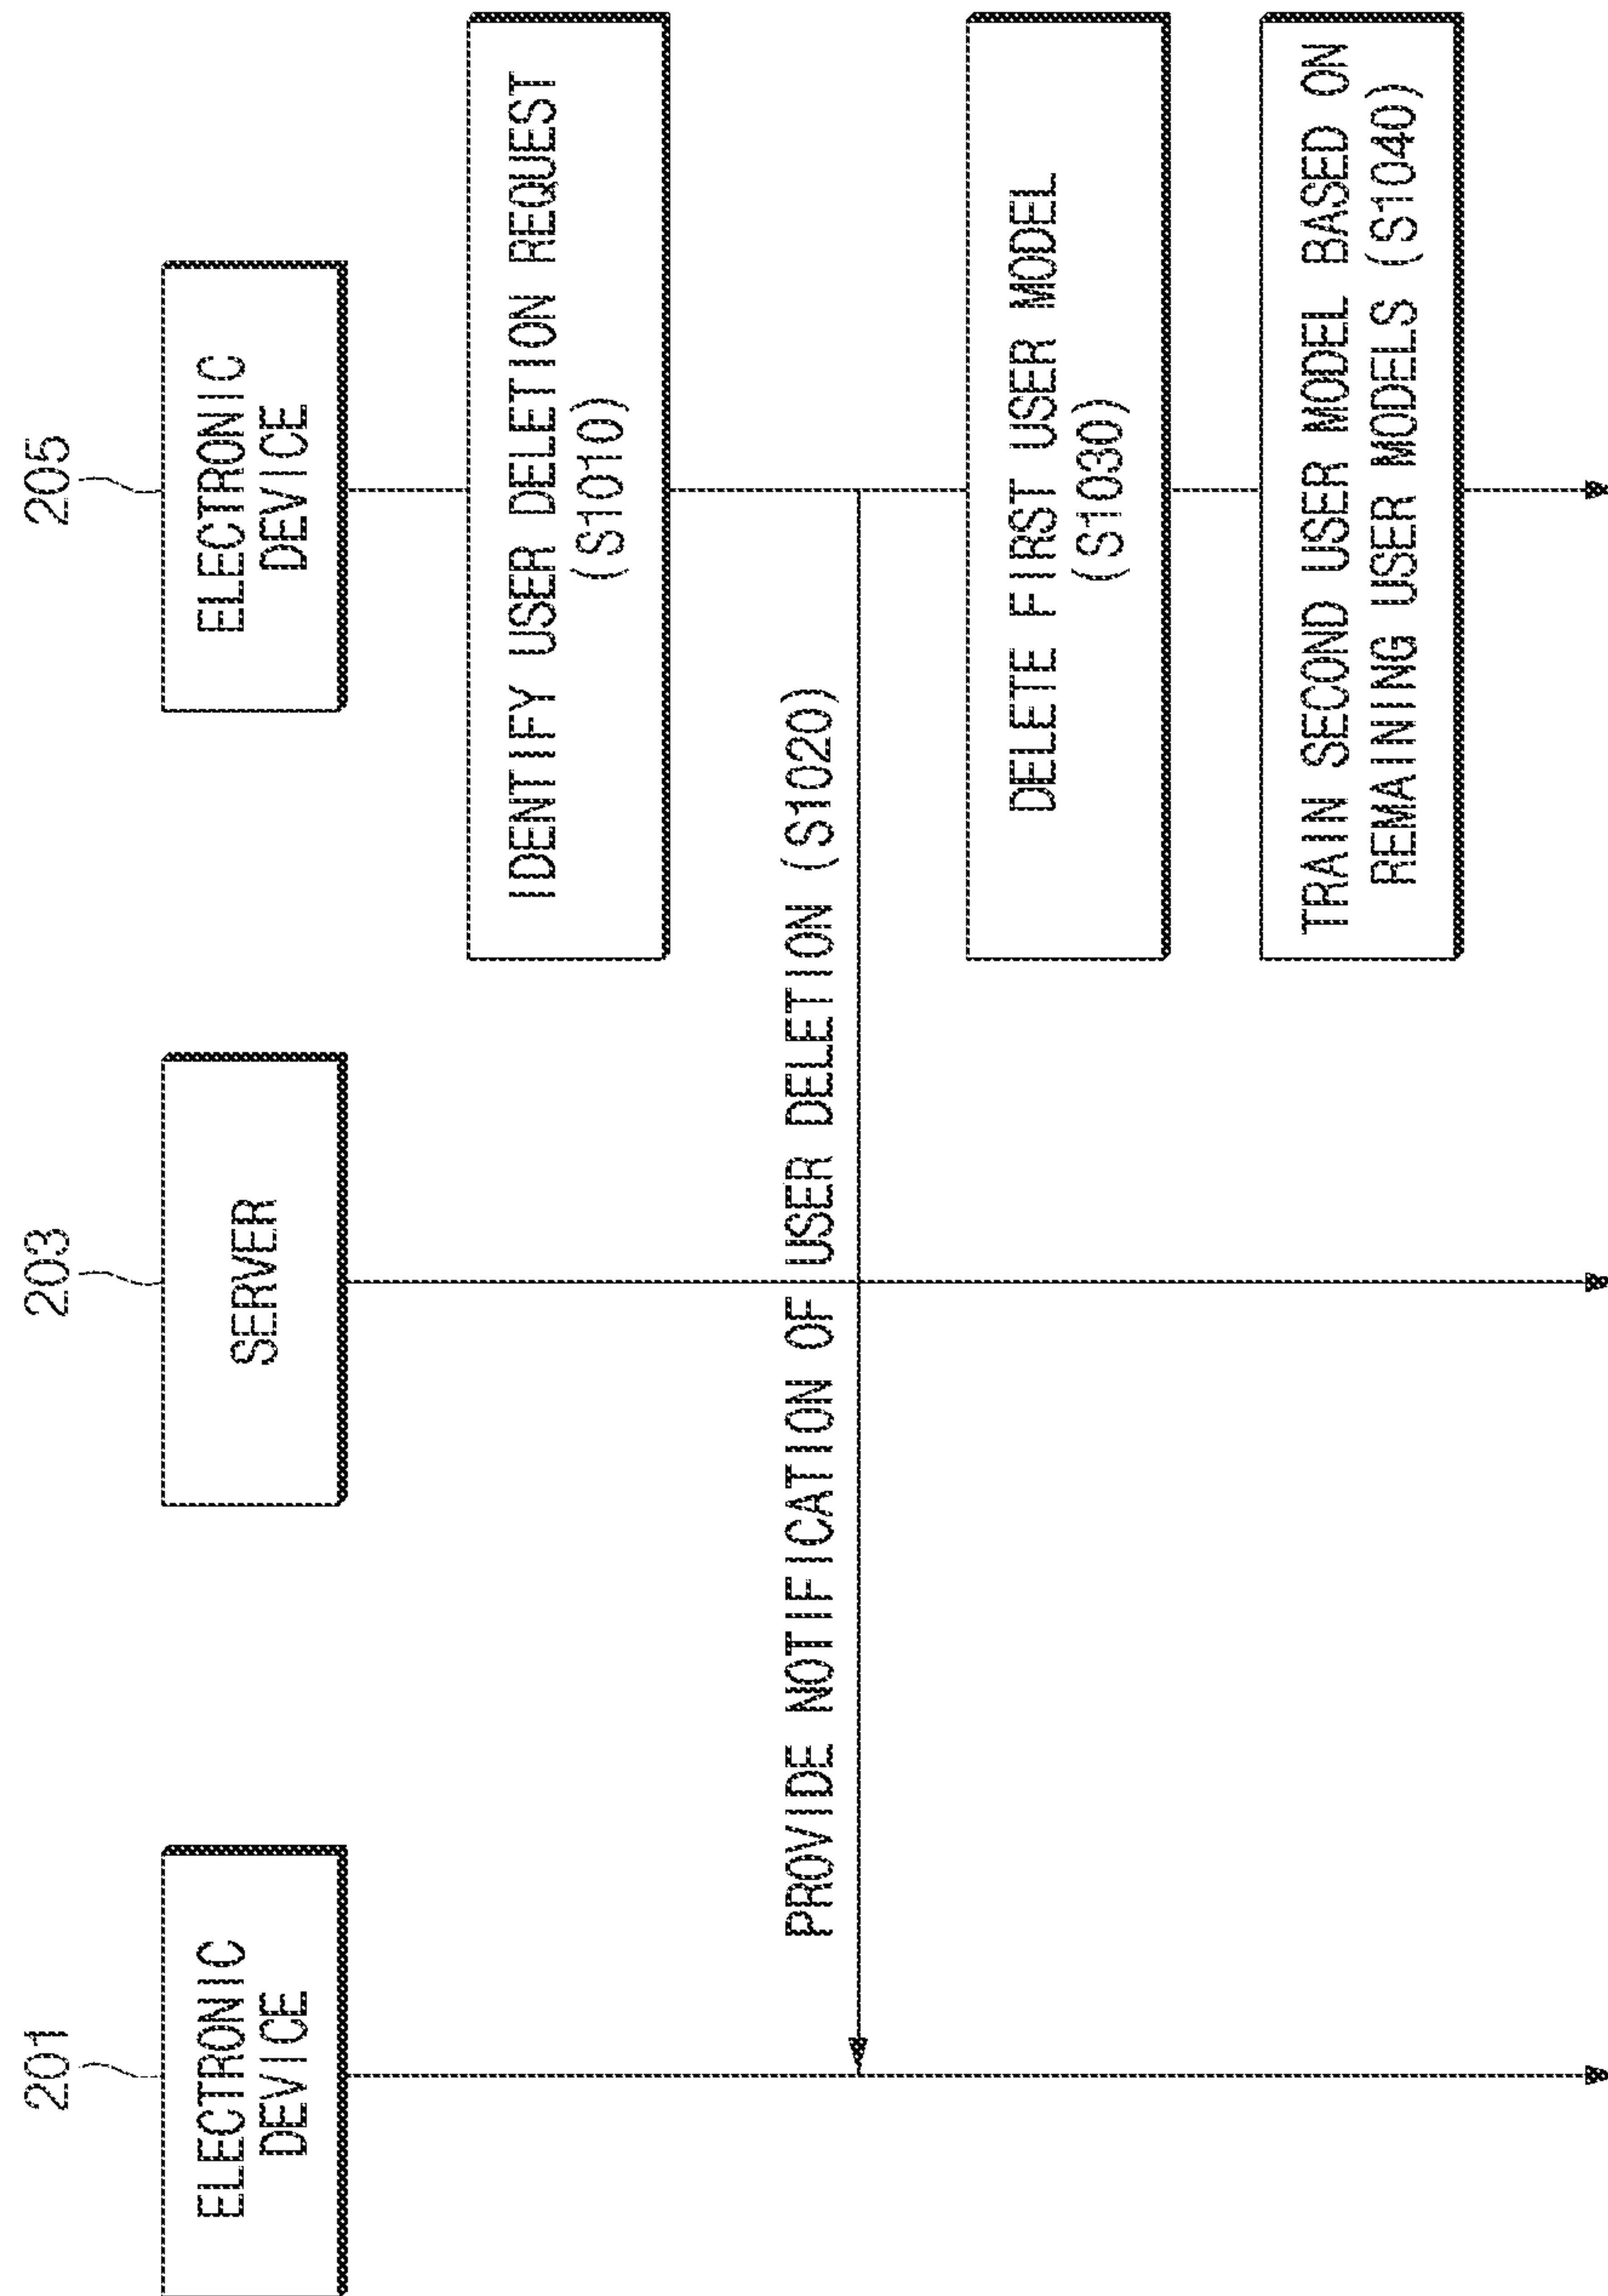 201
203
205
ELECTRONIC
DEVICE
SERVER
ELECTRONIC
DEVICE
IDENTIFY USER DELETION REQUEST
(S1010)
PROVIDE NOTIFICATION OF USER DELETION (S1020)
DELETE FIRST USER MODEL
(S1030)
TRAIN SECOND USER MODEL BASED ON
REMAINING USER MODELS (S1040)